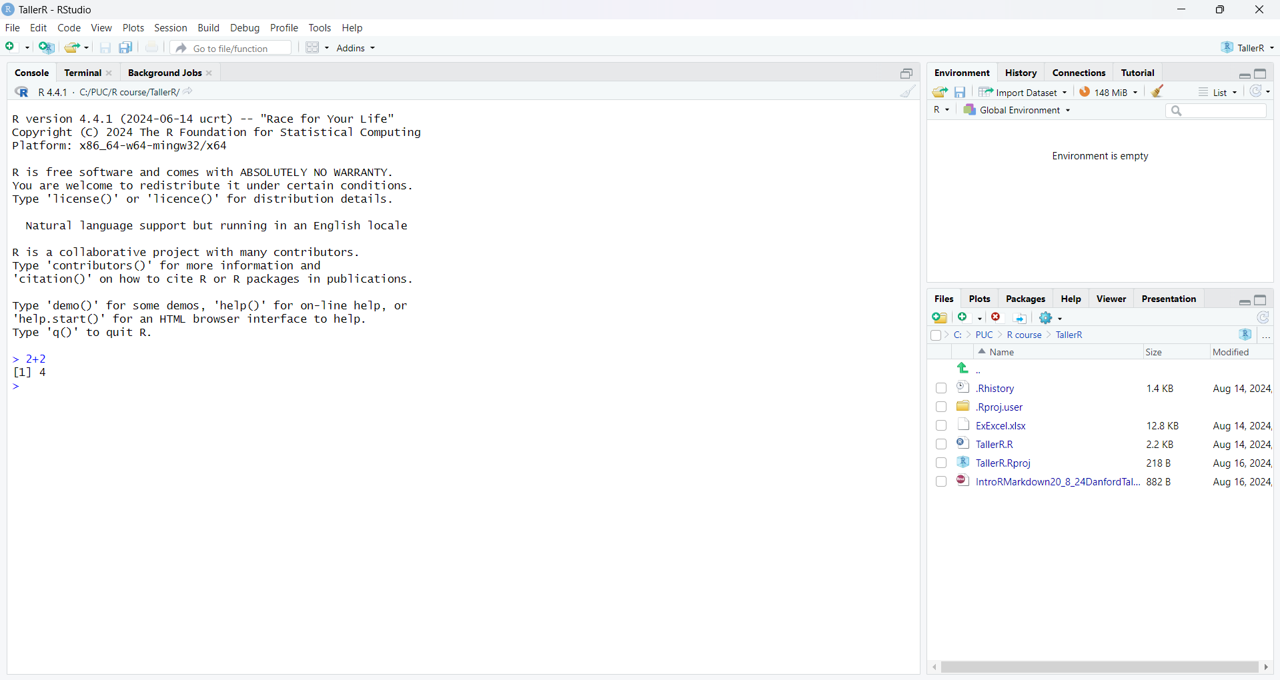 TallerR - RStudio
File Edit Code View Plots Session Build Debug Profile Tools Help
Go to file/function Addins TallerR
Console Terminal Background Jobs
R 4.4.1 · C:/PUC/R course/TallerR/
R version 4.4.1 (2024-06-14 ucrt) -- "Race for Your Life"
Copyright (C) 2024 The R Foundation for Statistical Computing
Platform: x86_64-w64-mingw32/x64
R is free software and comes with ABSOLUTELY NO WARRANTY.
You are welcome to redistribute it under certain conditions.
Type 'license()' or 'licence()' for distribution details.
Natural language support but running in an English locale
R is a collaborative project with many contributors.
Type 'contributors()' for more information and
'citation()' on how to cite R or R packages in publications.
Type 'demo()' for some demos, 'help()' for on-line help, or
'help.start()' for an HTML browser interface to help.
Type 'q()' to quit R.
> 2+2
[1] 4
>
Environment History Connections Tutorial
Import Dataset 148 MiB List
R Global Environment
Environment is empty
Files Plots Packages Help Viewer Presentation
C: > PUC > R course > TallerR ...
Name Size Modified
..
.Rhistory 1.4 KB Aug 14, 2024,
.Rproj.user
ExExcel.xlsx 12.8 KB Aug 14, 2024,
TallerR.R 2.2 KB Aug 14, 2024,
TallerR.Rproj 218 B Aug 16, 2024,
IntroRMarkdown20_8_24DanfordTal... 882 B Aug 16, 2024,